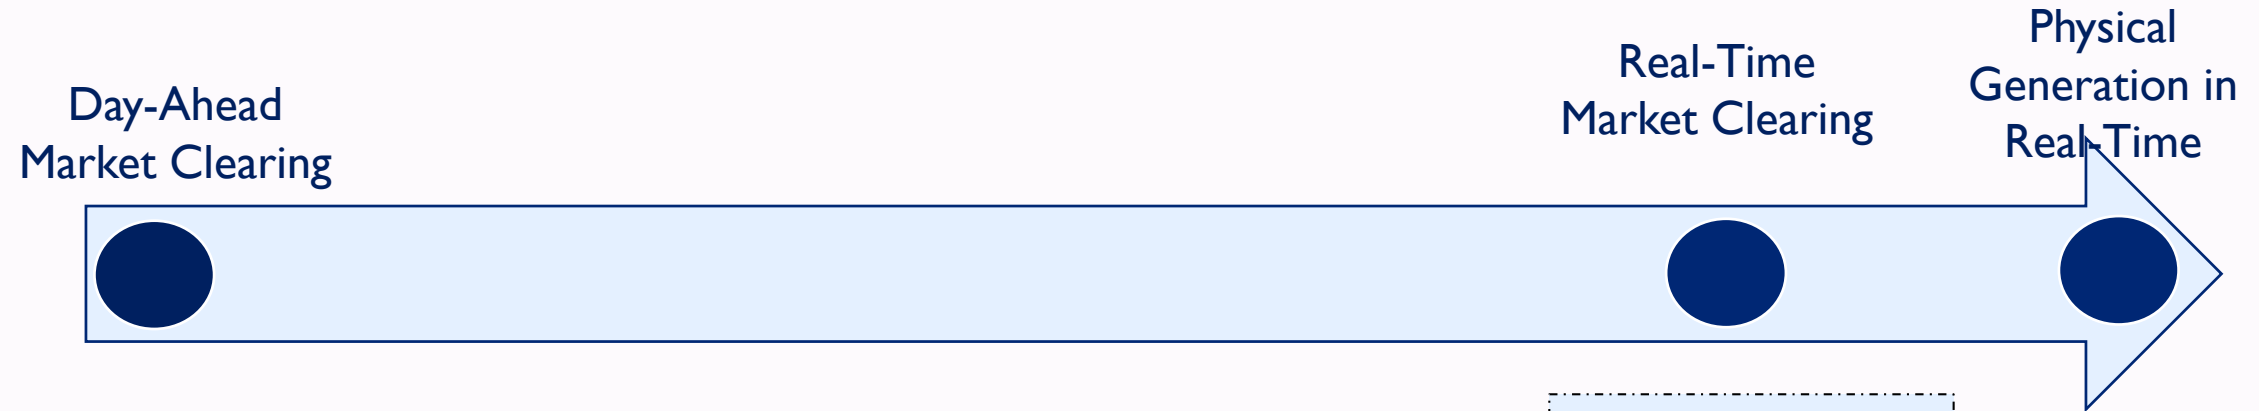 Day-Ahead
Market Clearing
Real-Time
Market Clearing
Physical
Generation in
Real-Time